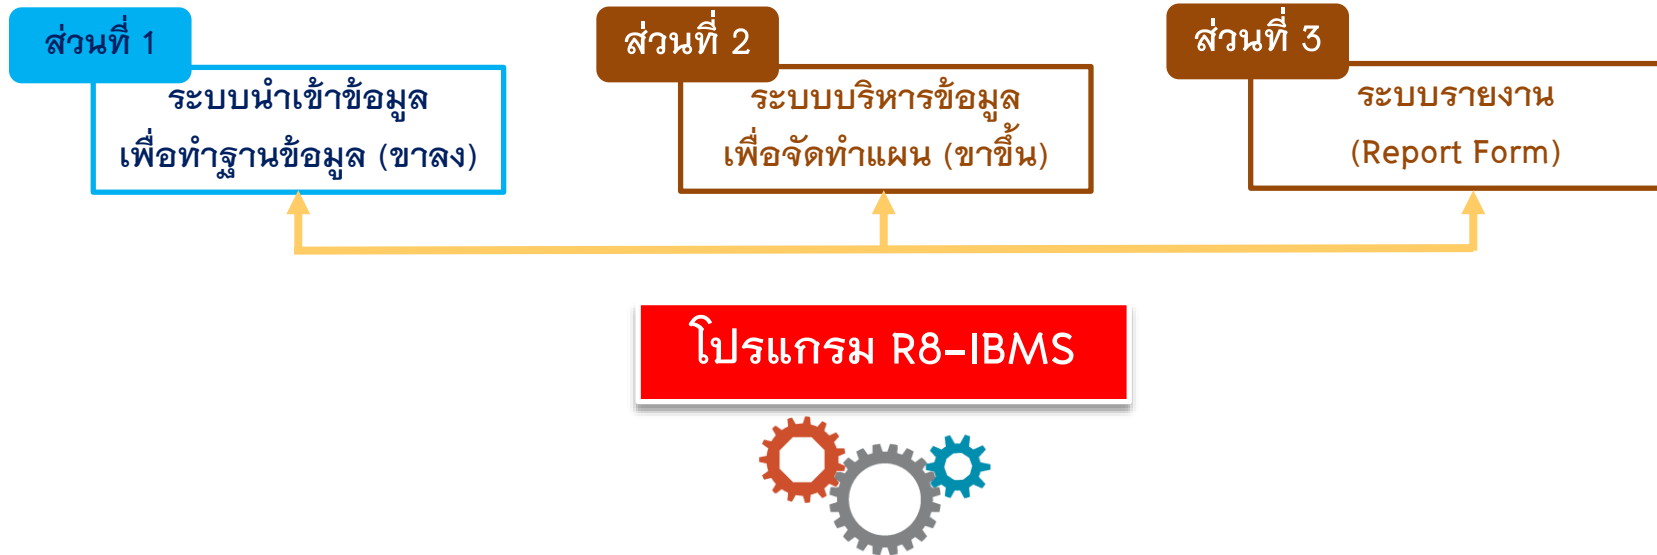 ส่วนที่ 1
ระบบนำเข้าข้อมูล
เพื่อทำฐานข้อมูล (ขาลง)
ส่วนที่ 2
ระบบบริหารข้อมูล
เพื่อจัดทำแผน (ขาขึ้น)
ส่วนที่ 3
ระบบรายงาน
(Report Form)
โปรแกรม R8-IBMS